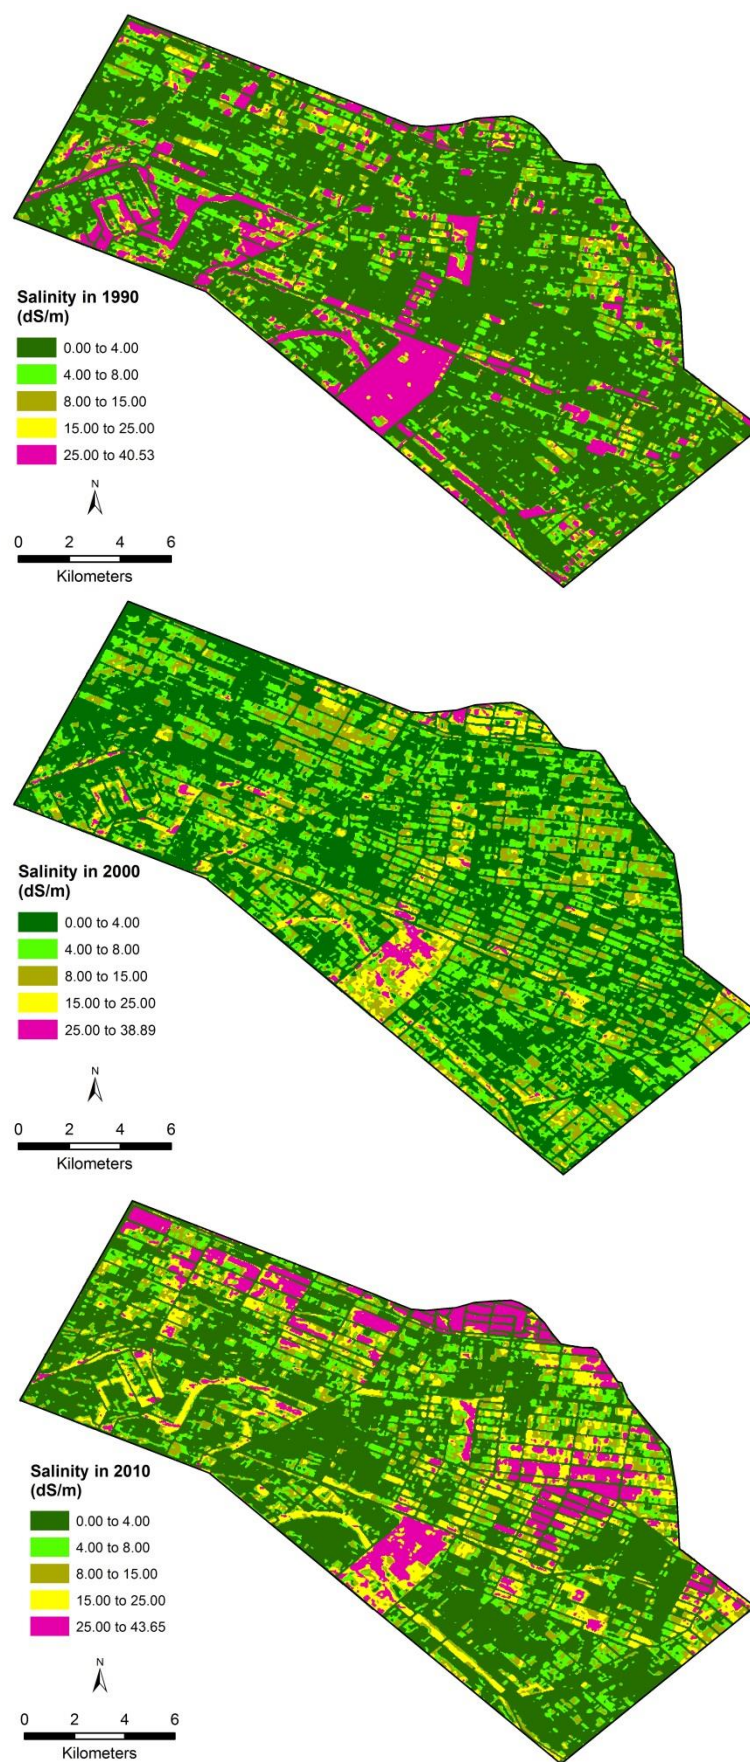 Salinity in 1990
(dS/m)
0.00 to 4.00
4.00 to 8.00
8.00 to 15.00
15.00 to 25.00
25.00 to 40.53
N
0 2 4 6
Kilometers
Salinity in 2000
(dS/m)
0.00 to 4.00
4.00 to 8.00
8.00 to 15.00
15.00 to 25.00
25.00 to 38.89
N
0 2 4 6
Kilometers
Salinity in 2010
(dS/m)
0.00 to 4.00
4.00 to 8.00
8.00 to 15.00
15.00 to 25.00
25.00 to 43.65
N
0 2 4 6
Kilometers